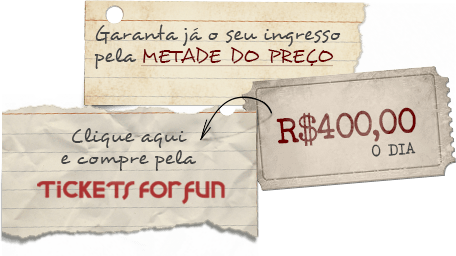 Garanta já o seu ingresso
pela METADE DO PREÇO
R$400,00
O DIA
Clique aqui
e compre pela
TICKETS FOR FUN